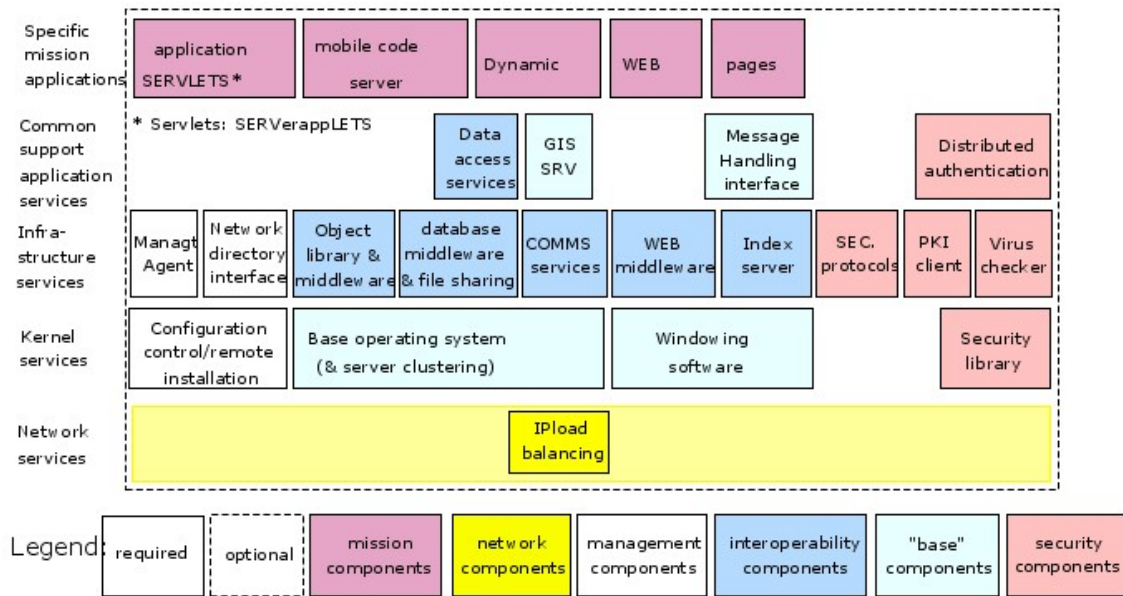 Specific
mission
applications
application
SERVLETS*
mobile code
server
Dynamic
WEB
pages
Common
support
application
services
* Servlets: SERVerappLETS
Data
access
services
GIS
SRV
Message
Handling
interface
Distributed
authentication
Infra-
structure
services
Managt
Agent
Network
directory
interface
Object
library &
middleware
database
middleware
& file sharing
COMMS
services
WEB
middleware
Index
server
SEC.
protocols
PKI
client
Virus
checker
Kernel
services
Configuration
control/remote
installation
Base operating system
(& server clustering)
Windowing
software
Security
library
Network
services
IPload
balancing
Legend:
required
optional
mission
components
network
components
management
components
interoperability
components
"base"
components
security
components